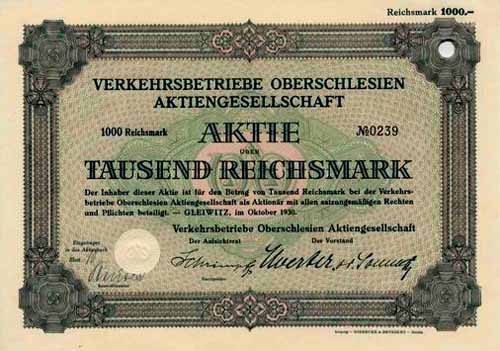 Reichsmark 1000.–
VERKEHRSBETRIEBE OBERSCHLESIEN
AKTIENGESELLSCHAFT
1000 Reichsmark AKTIE №0239
ÜBER
TAUSEND REICHSMARK
Der Inhaber dieser Aktie ist für den Betrag von Tausend Reichsmark bei der Verkehrs-
betriebe Oberschlesien Aktiengesellschaft als Aktionär mit allen satzungsmäßigen Rechten
und Pflichten beteiligt. — GLEIWITZ, im Oktober 1930.
Verkehrsbetriebe Oberschlesien Aktiengesellschaft
Der Aufsichtsrat Der Vorstand
Eingetragen
in das Aktienbuch
Blatt